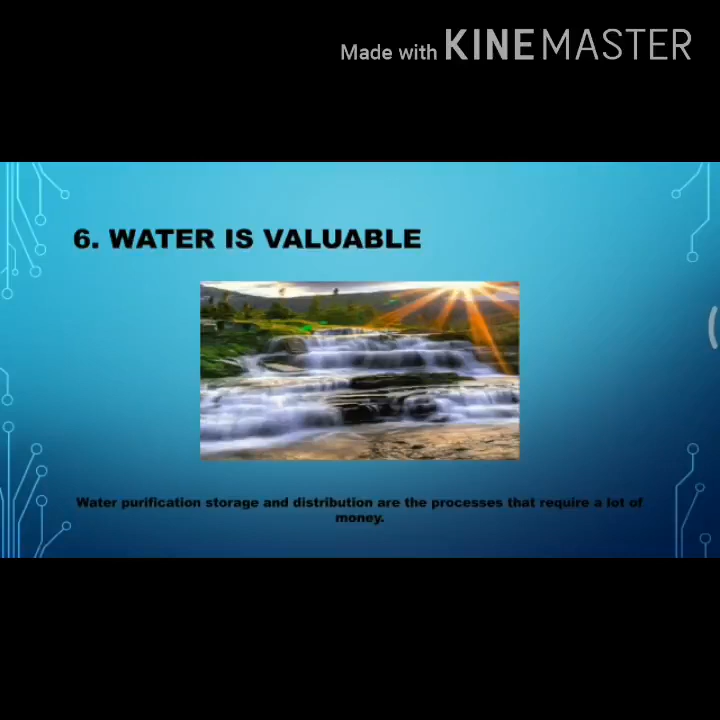 Made with KINEMASTER
6. WATER IS VALUABLE
Water purification storage and distribution are the processes that require a lot of
money.